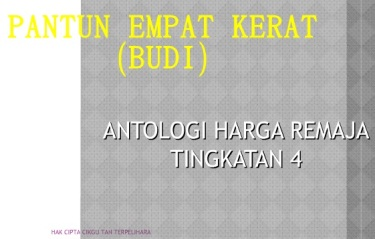 PANTUN EMPAT KERAT
(BUDI)
ANTOLOGI HARGA REMAJA
TINGKATAN 4
HAK CIPTA CIKGU TAN TERPELIHARA